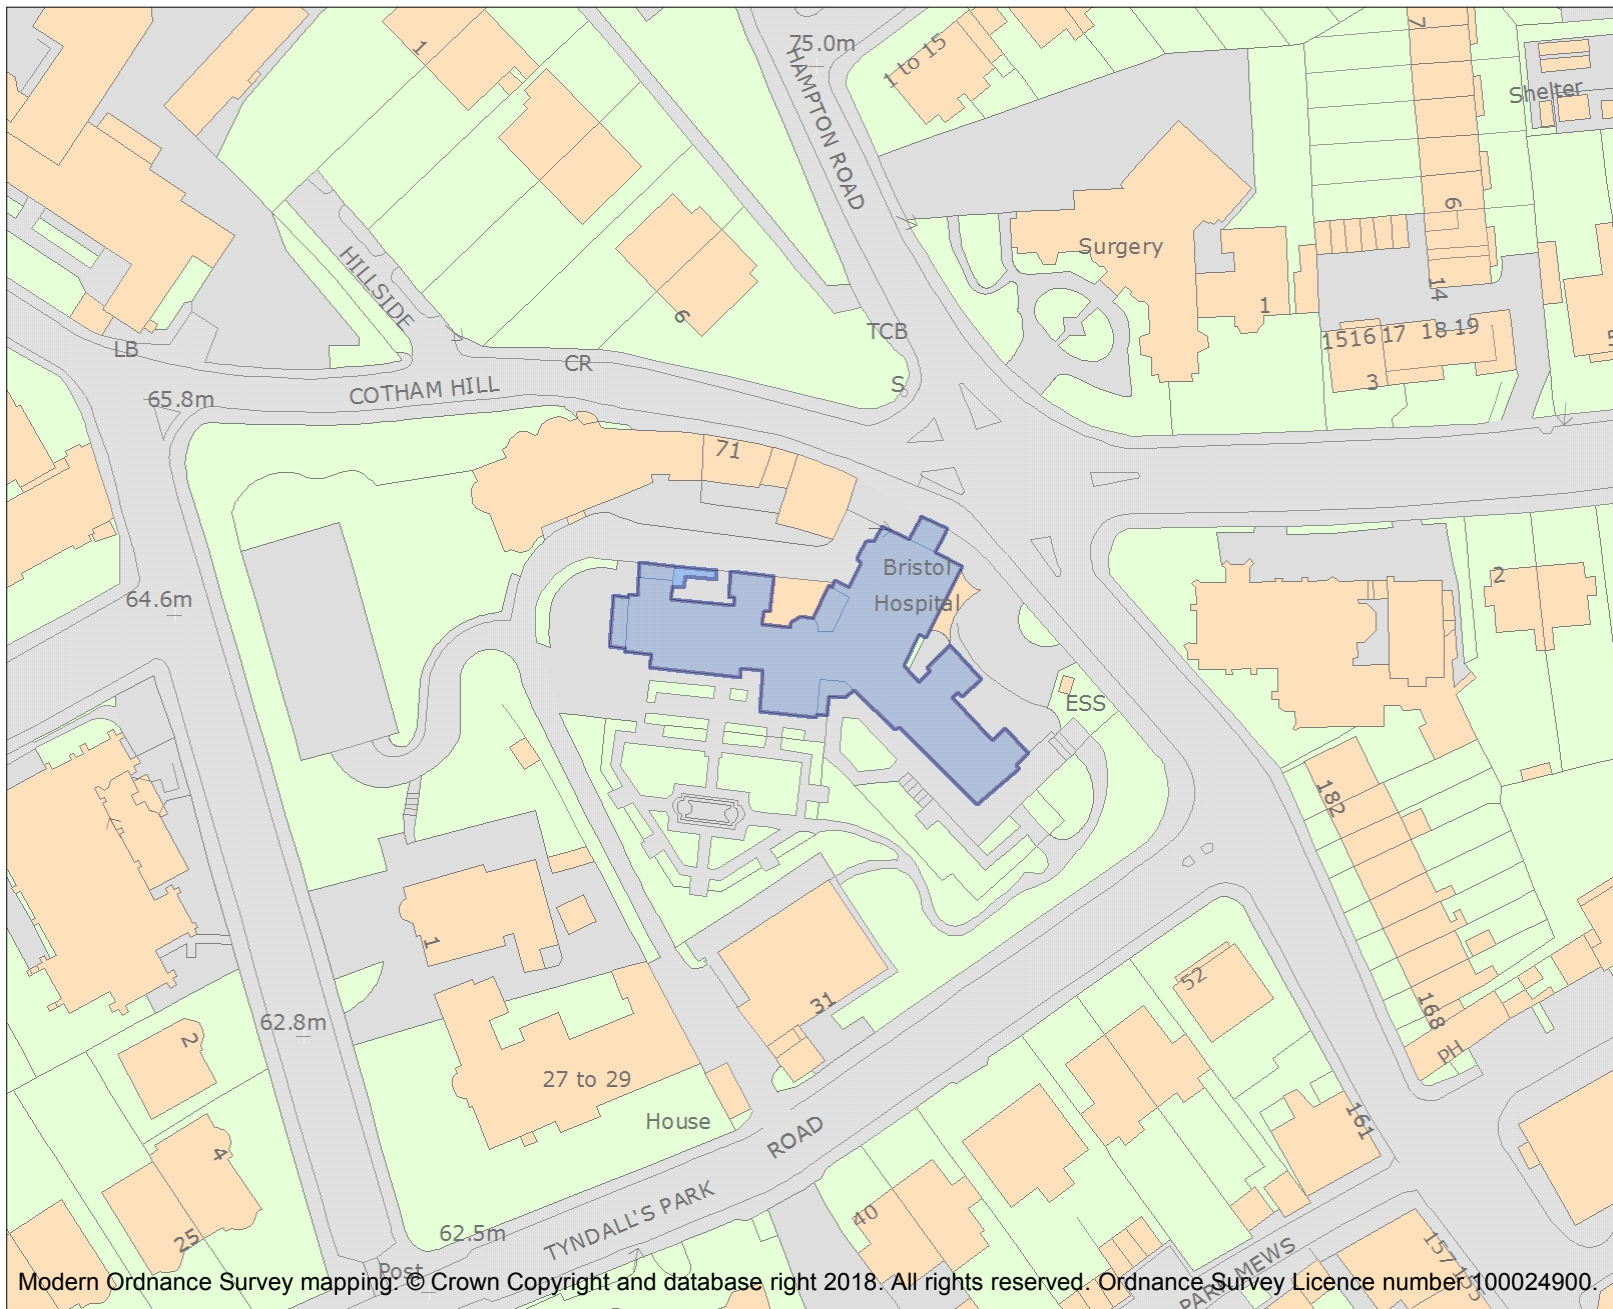 75.0m
1
1 to 15
7
HAMPTON ROAD
Shelter
6
Surgery
HILLSIDE
14
1
6
TCB
LB
CR
1516 17 18 19
3
S
COTHAM HILL
65.8m
71
Bristol
Hospital
2
64.6m
ESS
182
1
31
52
168
PH
62.8m
2
27 to 29
House
161
ROAD
4
TYNDALL'S PARK
40
25
62.5m
Post
PARK MEWS
Modern Ordnance Survey mapping: © Crown Copyright and database right 2018. All rights reserved. Ordnance Survey Licence number 100024900.